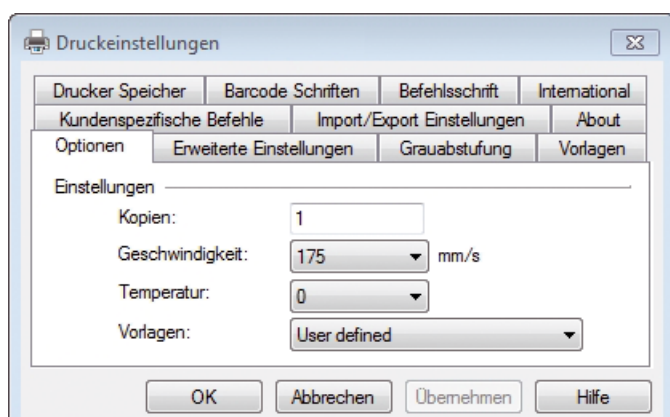 Druckeinstellungen
Drucker Speicher Barcode Schriften Befehlsschrift International
Kundenspezifische Befehle Import/Export Einstellungen About
Optionen Erweiterte Einstellungen Grauabstufung Vorlagen
Einstellungen
Kopien: 1
Geschwindigkeit: 175 mm/s
Temperatur: 0
Vorlagen: User defined
OK Abbrechen Übernehmen Hilfe